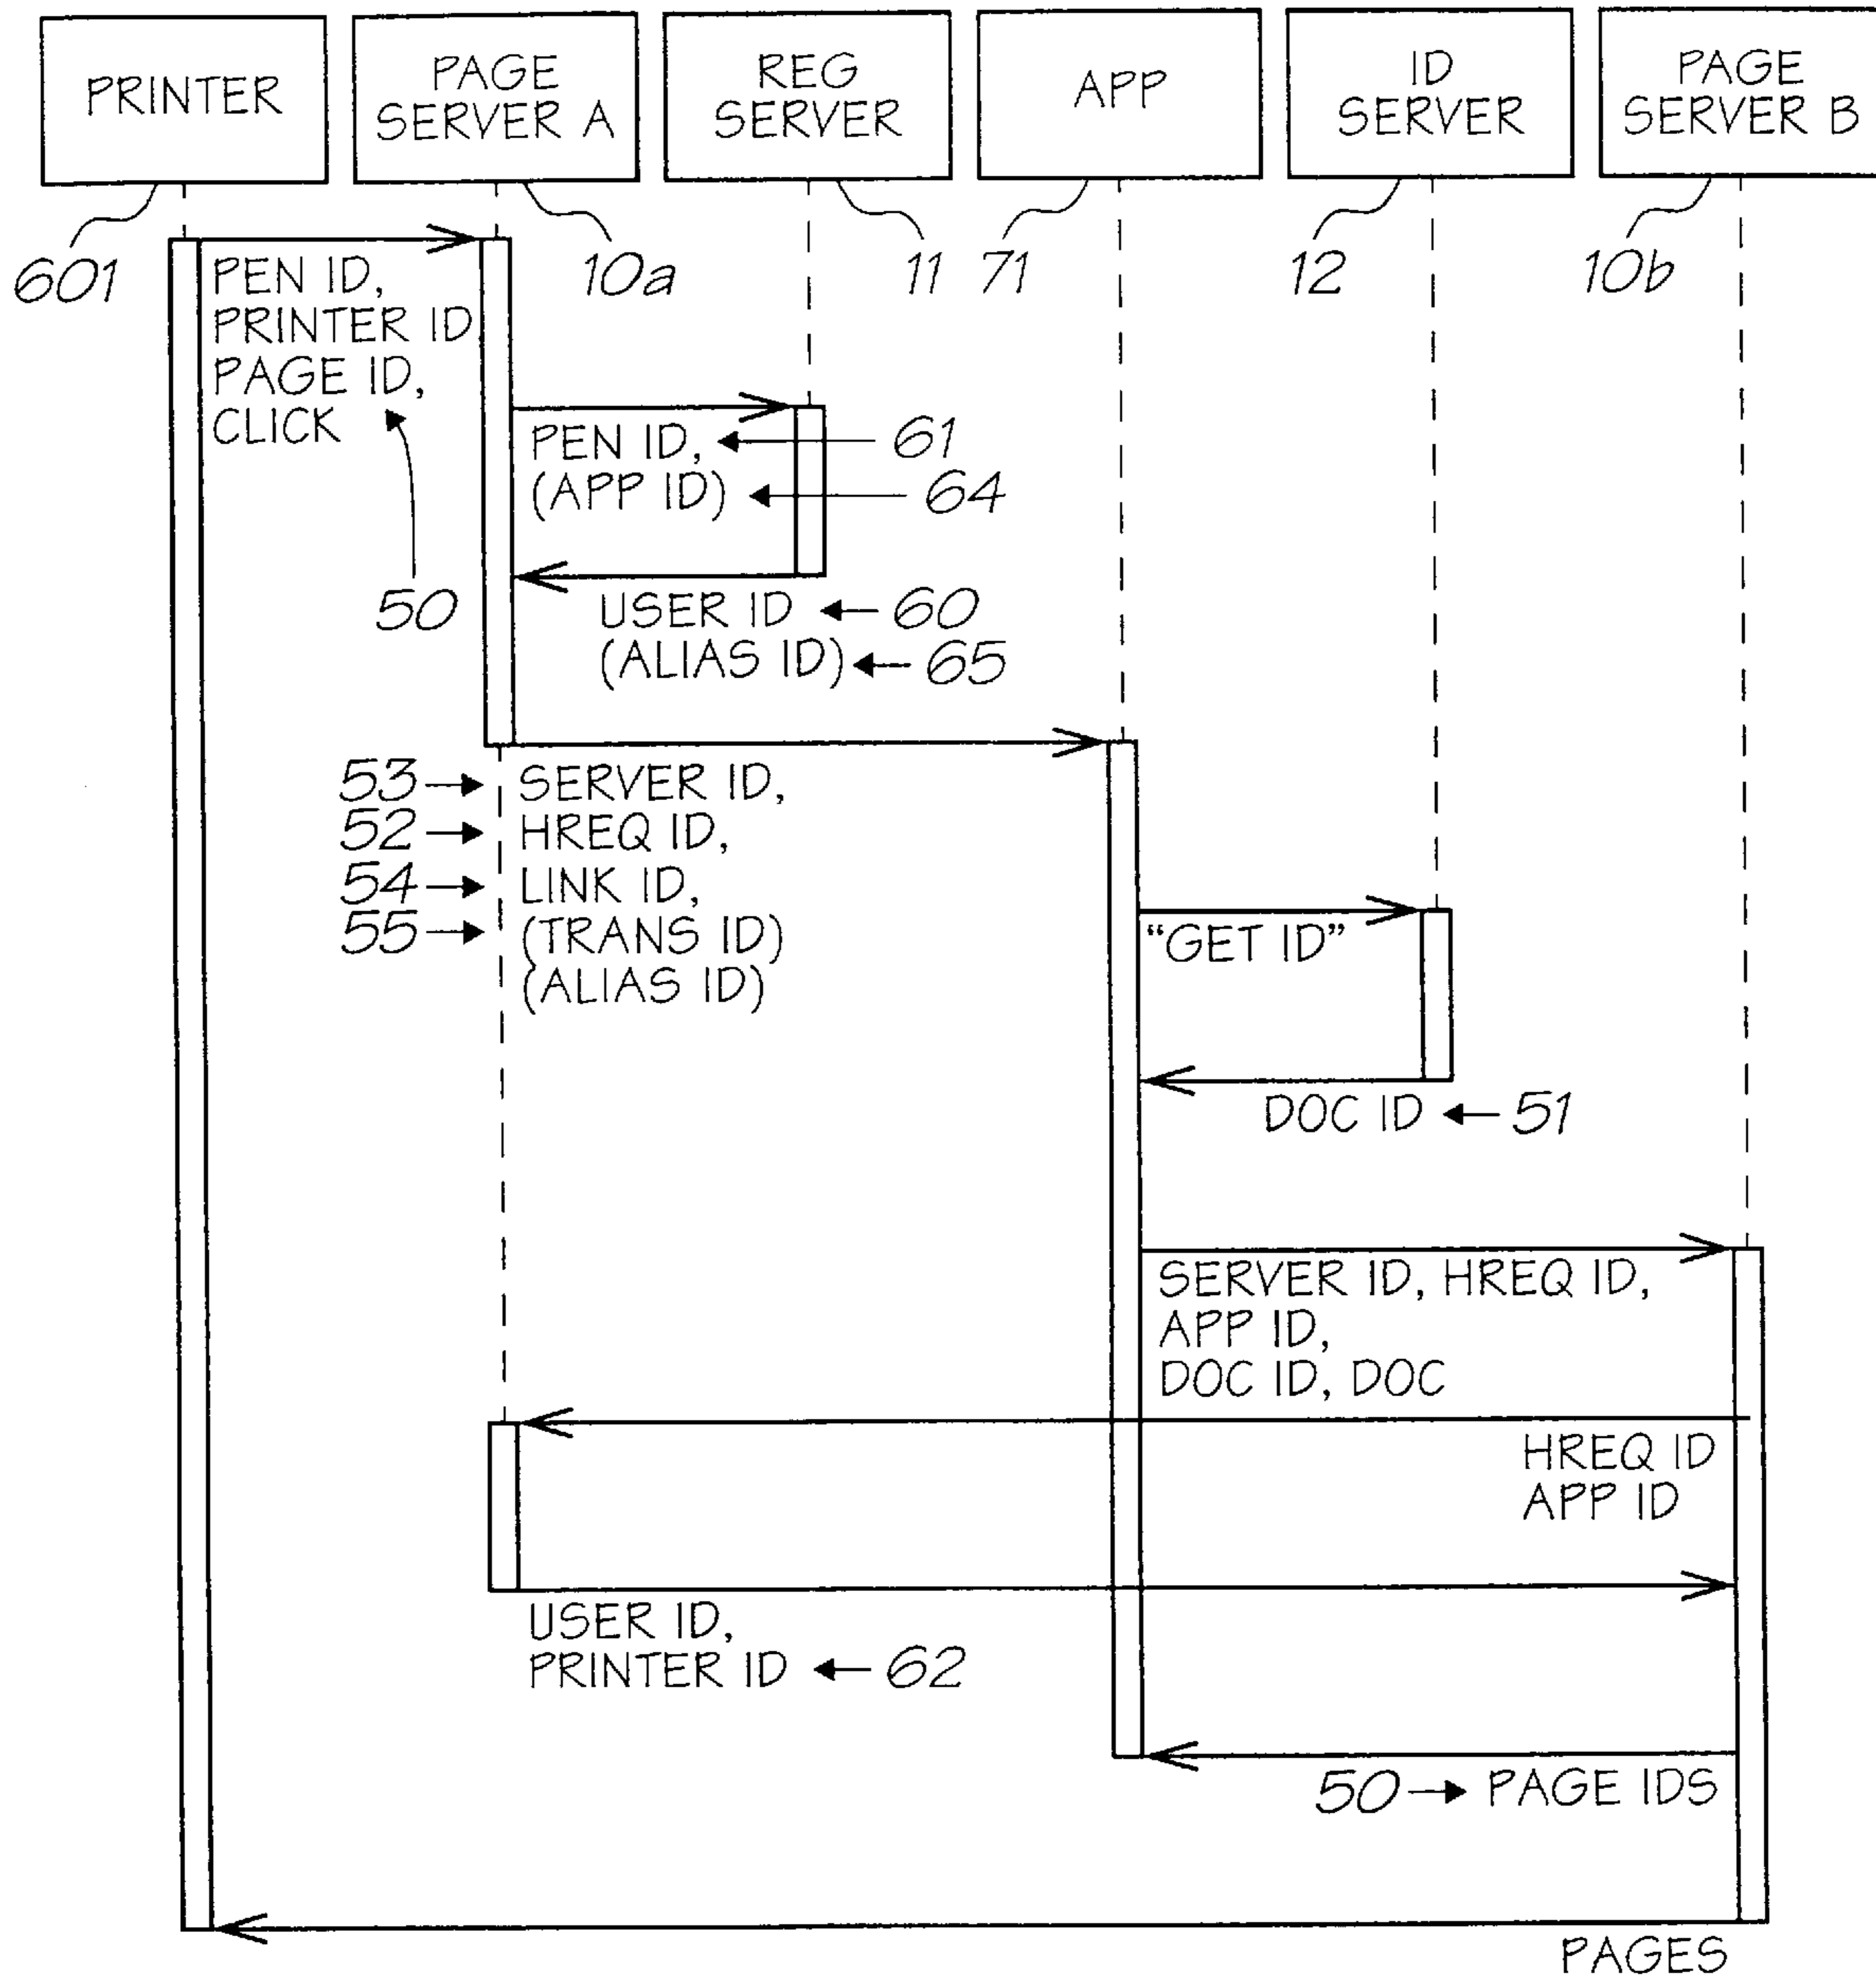 PRINTER
PAGE
SERVER A
REG
SERVER
APP
ID
SERVER
PAGE
SERVER B
601
10a
11
71
12
10b
PEN ID,
PRINTER ID
PAGE ID,
CLICK
50
PEN ID,
61
(APP ID)
64
USER ID
60
(ALIAS ID)
65
53
SERVER ID,
52
HREQ ID,
54
LINK ID,
55
(TRANS ID)
(ALIAS ID)
“GET ID”
DOC ID
51
SERVER ID, HREQ ID,
APP ID,
DOC ID, DOC
HREQ ID
APP ID
USER ID,
PRINTER ID
62
50
PAGE IDS
PAGES